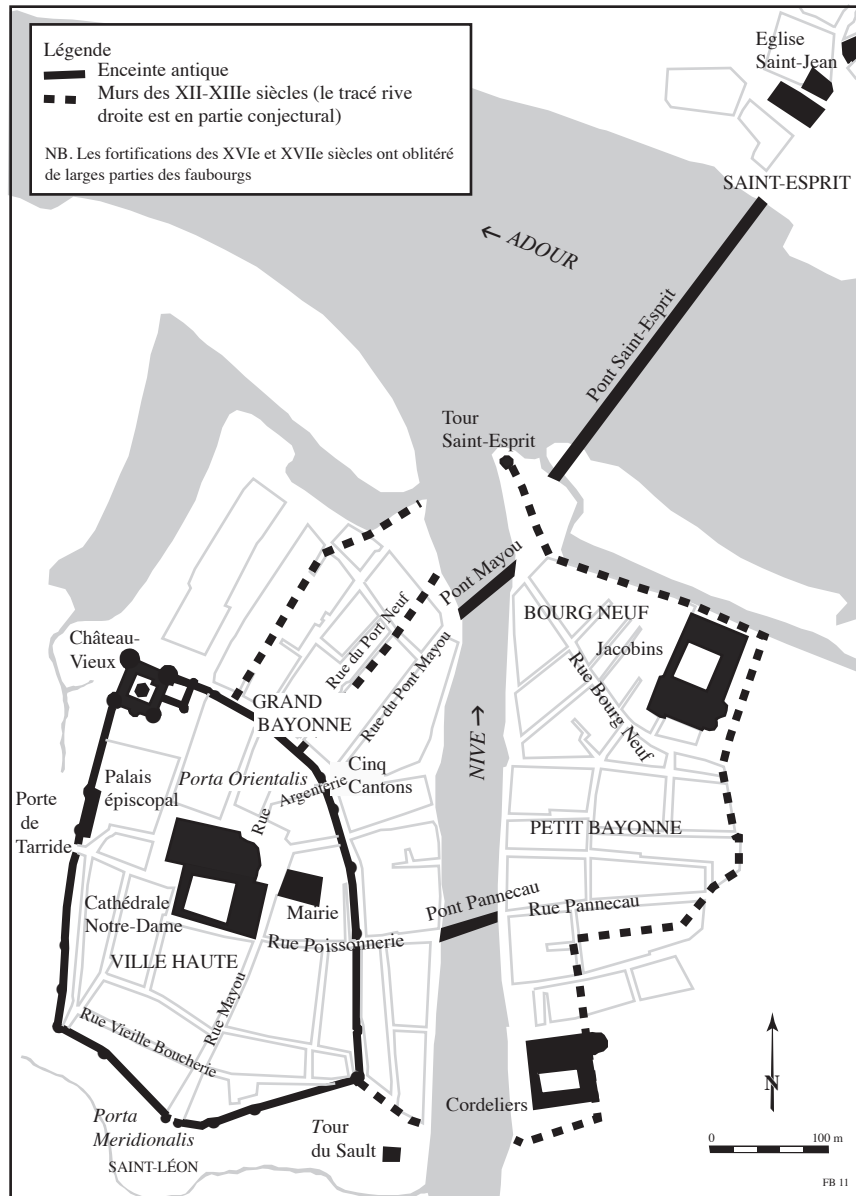 Légende
Enceinte antique
Murs des XII-XIIIe siècles (le tracé rive
droite est en partie conjectural)
NB. Les fortifications des XVIe et XVIIe siècles ont oblitéré
de larges parties des faubourgs
Eglise
Saint-Jean
SAINT-ESPRIT
← ADOUR
Pont Saint-Esprit
Tour
Saint-Esprit
Pont Mayou
BOURG NEUF
Jacobins
Rue du Port Neuf
Rue du Pont Mayou
Rue Bourg Neuf
Château-
Vieux
GRAND
BAYONNE
NIVE →
Cinq
Cantons
Porta Orientalis
Rue Argenterie
Palais
épiscopal
Porte
de
Tarride
PETIT BAYONNE
Cathédrale
Notre-Dame
Mairie
Pont Pannecau
Rue Pannecau
Rue Poissonnerie
VILLE HAUTE
Rue Mayou
Rue Vieille Boucherie
Cordeliers
Porta
Meridionalis
SAINT-LÉON
Tour
du Sault
N
0 100 m
FB 11